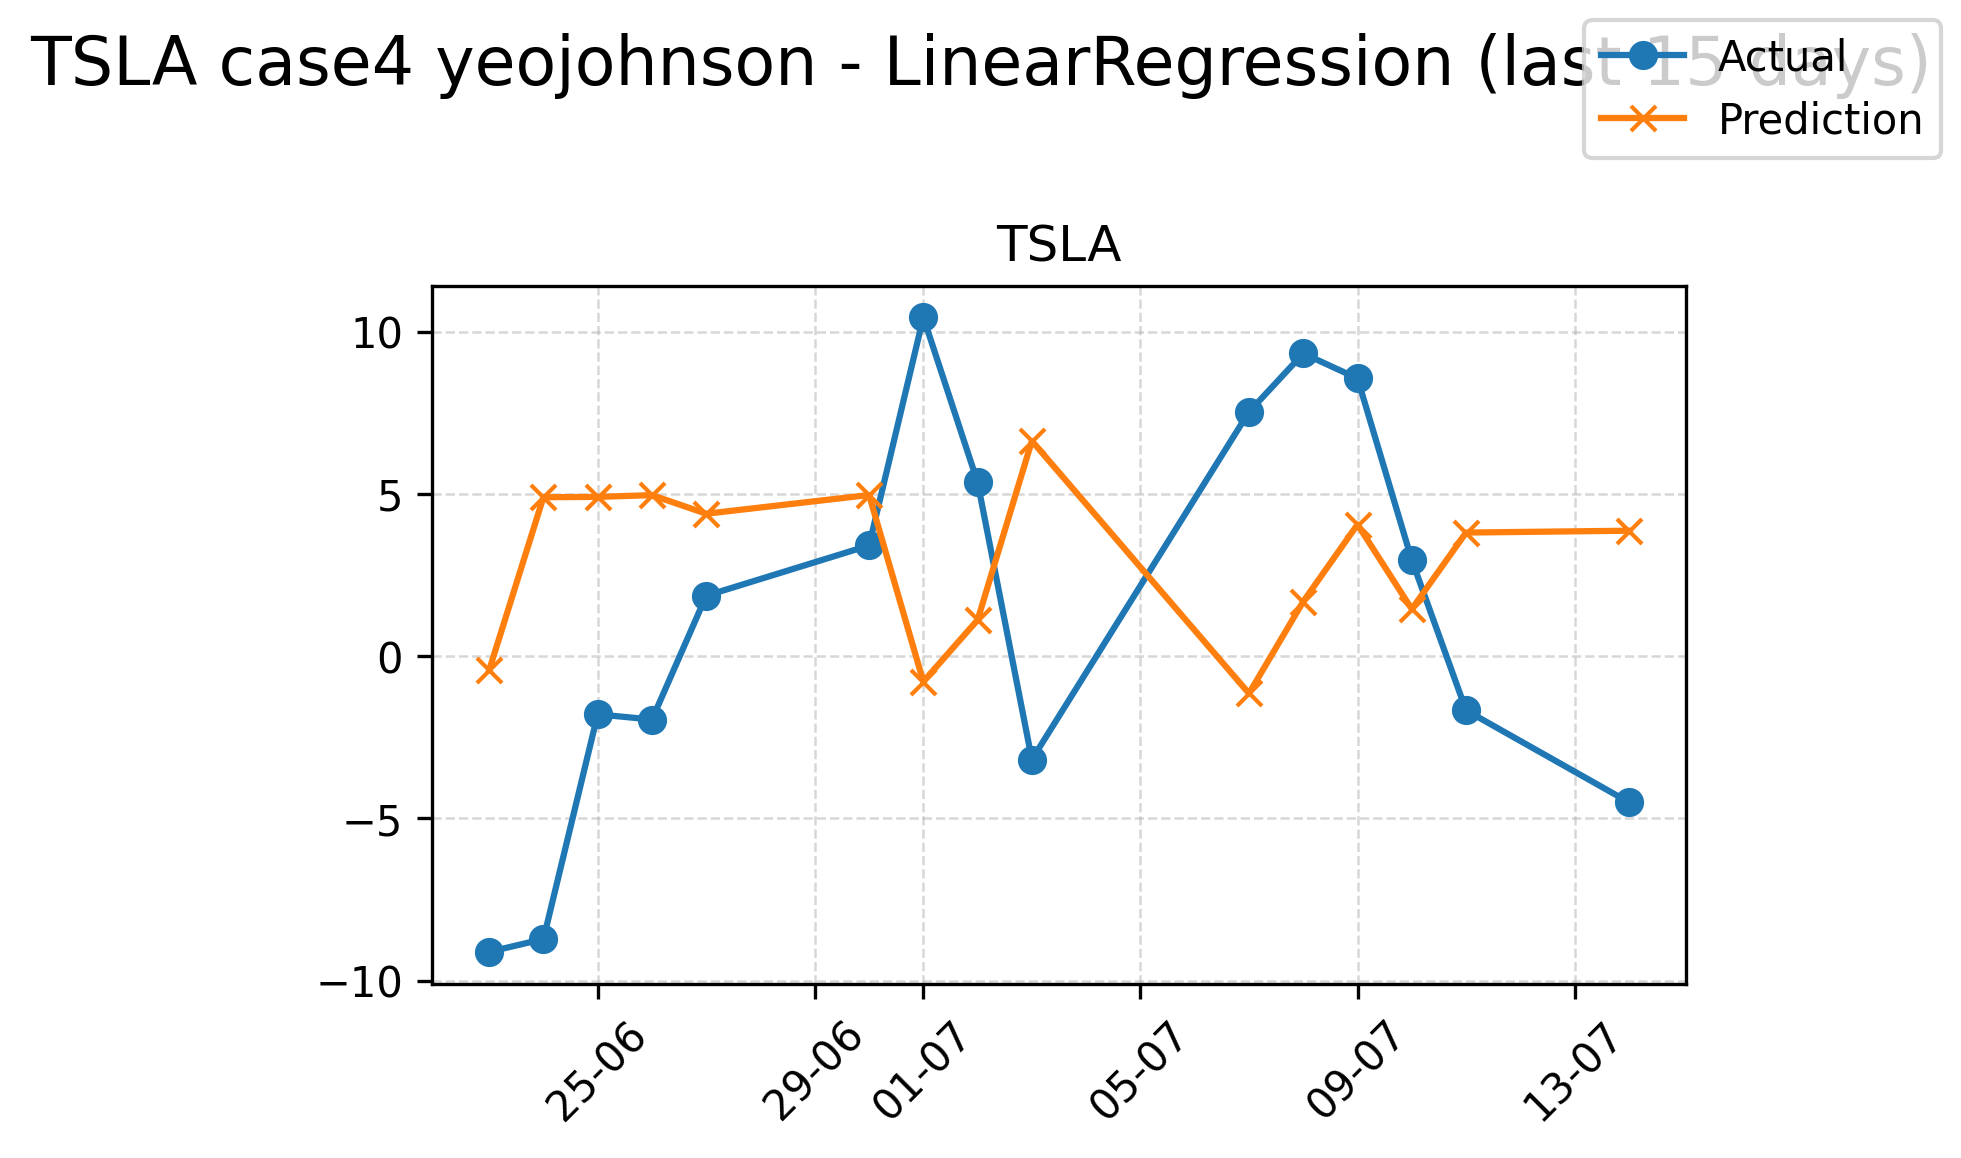 TSLA case4 yeojohnson - LinearRegression (last 15 days)
Actual
Prediction
TSLA
10
5
0
−5
−10
25-06
29-06
01-07
05-07
09-07
13-07